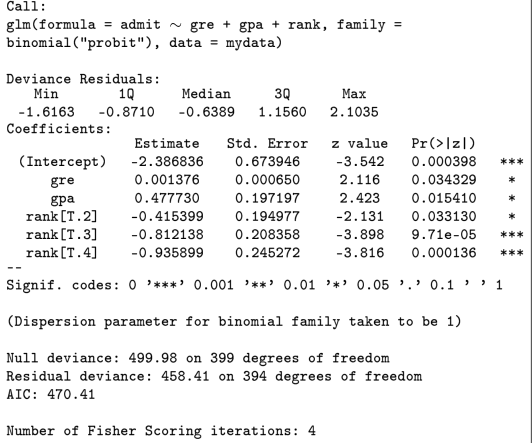 Call:
glm(formula = admit ∼ gre + gpa + rank, family =
binomial("probit"), data = mydata)
Deviance Residuals:
Min 1Q Median 3Q Max
-1.6163 -0.8710 -0.6389 1.1560 2.1035
Coefficients:
Estimate Std. Error z value Pr(>|z|)
(Intercept) -2.386836 0.673946 -3.542 0.000398 ***
gre 0.001376 0.000650 2.116 0.034329 *
gpa 0.477730 0.197197 2.423 0.015410 *
rank[T.2] -0.415399 0.194977 -2.131 0.033130 *
rank[T.3] -0.812138 0.208358 -3.898 9.71e-05 ***
rank[T.4] -0.935899 0.245272 -3.816 0.000136 ***
--
Signif. codes: 0 '***' 0.001 '**' 0.01 '*' 0.05 '.' 0.1 ' ' 1
(Dispersion parameter for binomial family taken to be 1)
Null deviance: 499.98 on 399 degrees of freedom
Residual deviance: 458.41 on 394 degrees of freedom
AIC: 470.41
Number of Fisher Scoring iterations: 4